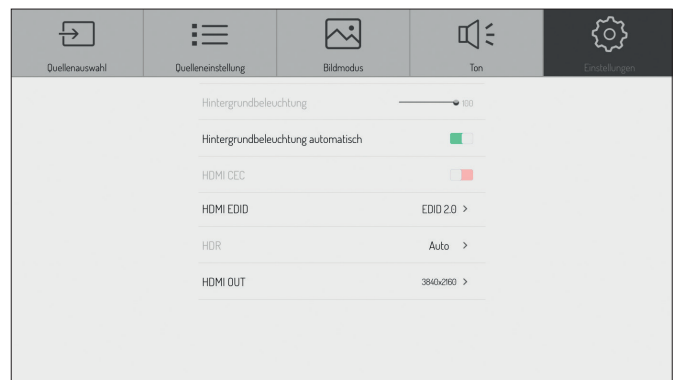 Quellenauswahl
Quelleneinstellung
Bildmodus
Ton
Einstellungen
Hintergrundbeleuchtung 100
Hintergrundbeleuchtung automatisch
HDMI CEC
HDMI EDID EDID 2.0 >
HDR Auto >
HDMI OUT 3840x2160 >